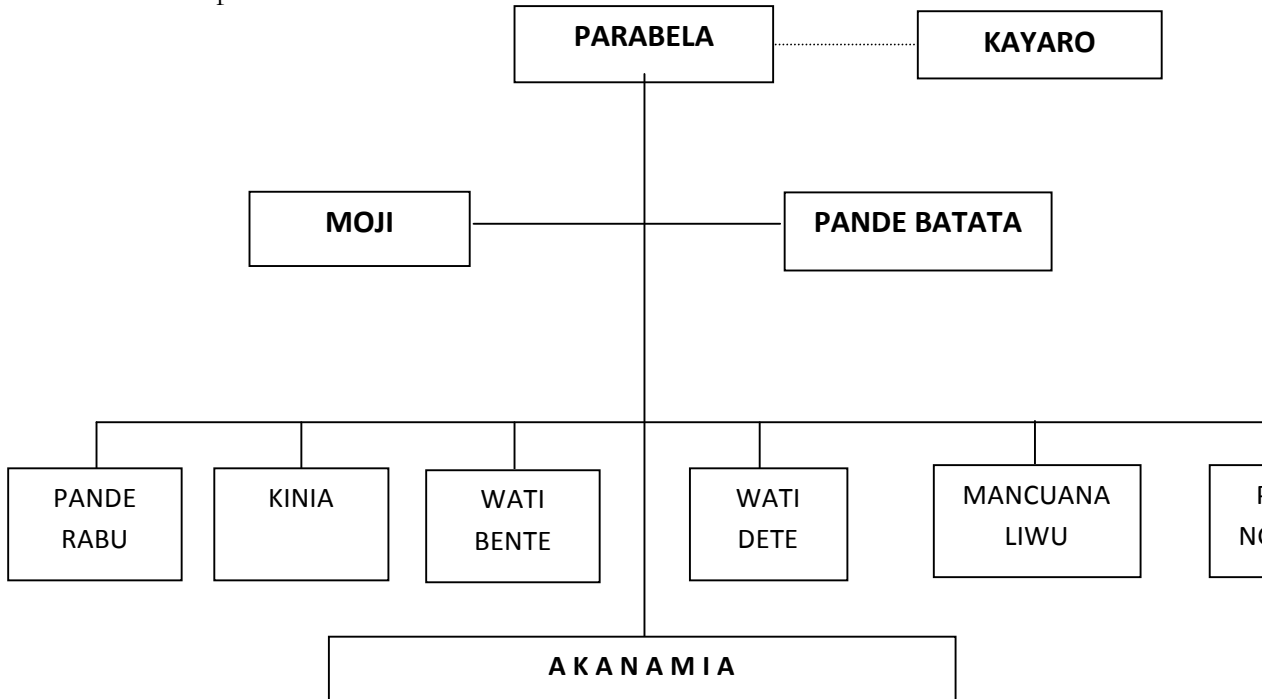 PARABELA
KAYARO
MOJI
PANDE BATATA
PANDE
RABU
KINIA
WATI
BENTE
WATI
DETE
MANCUANA
LIWU
A K A N A M I A